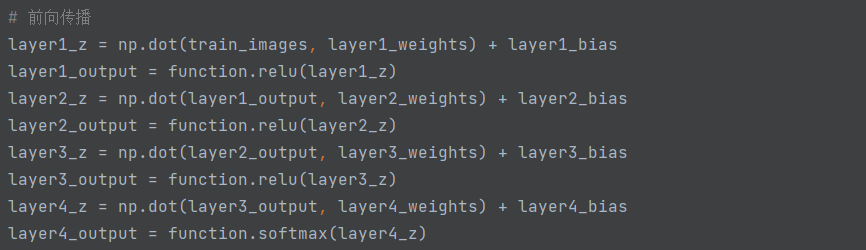 # 前向传播
layer1_z = np.dot(train_images, layer1_weights) + layer1_bias
layer1_output = function.relu(layer1_z)
layer2_z = np.dot(layer1_output, layer2_weights) + layer2_bias
layer2_output = function.relu(layer2_z)
layer3_z = np.dot(layer2_output, layer3_weights) + layer3_bias
layer3_output = function.relu(layer3_z)
layer4_z = np.dot(layer3_output, layer4_weights) + layer4_bias
layer4_output = function.softmax(layer4_z)